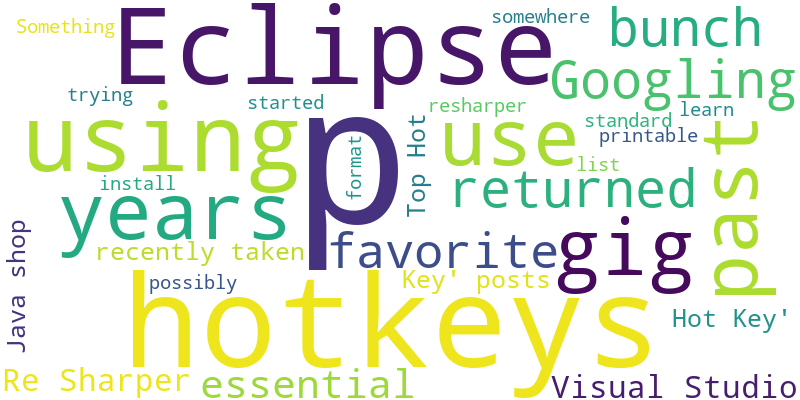 Something
Eclipse
somewhere
bunch
Googling
trying
started
resharper
learn
using
p
format
Top Hot
use
standard
printable
past
list
install
years
returned
Java shop
recently taken
favorite
gig
possibly
Key' posts
hotkeys
Hot Key'
Re Sharper
essential
Visual Studio